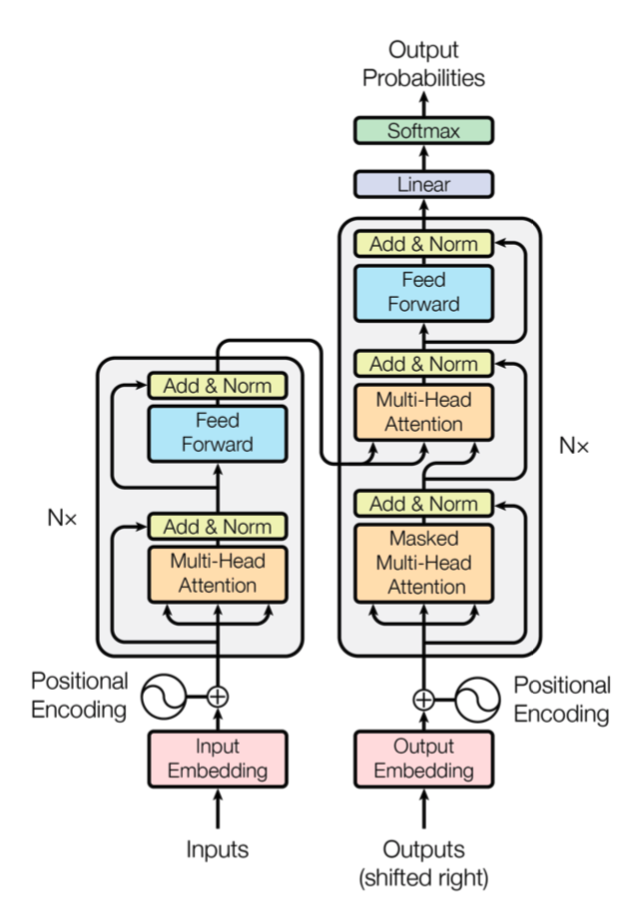 Output
Probabilities
Softmax
Linear
Add & Norm
Feed
Forward
Add & Norm
Multi-Head
Attention
Nx
Add & Norm
Masked
Multi-Head
Attention
Add & Norm
Feed
Forward
Nx
Add & Norm
Multi-Head
Attention
Positional
Encoding
Positional
Encoding
Input
Embedding
Output
Embedding
Inputs
Outputs
(shifted right)